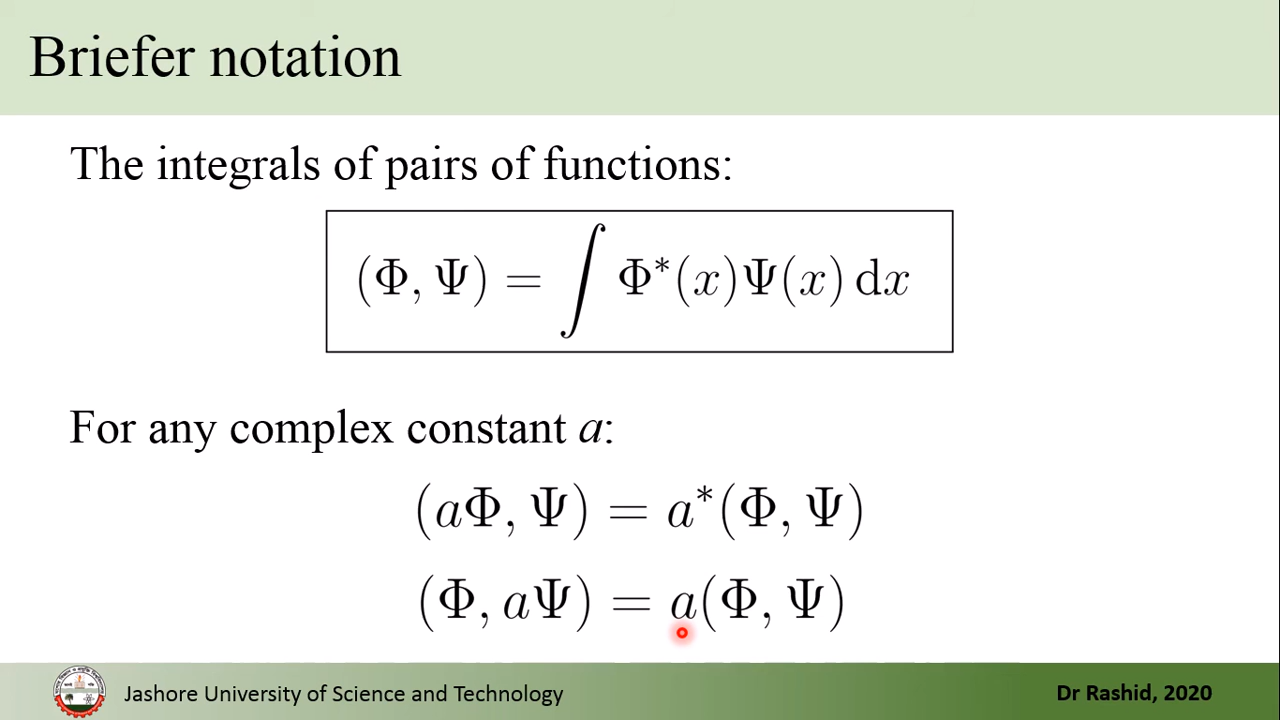 Briefer notation
The integrals of pairs of functions:
(Φ, Ψ) = ∫ Φ*(x)Ψ(x) dx
For any complex constant a:
(aΦ, Ψ) = a*(Φ, Ψ)
(Φ, aΨ) = a(Φ, Ψ)
Jashore University of Science and Technology
Dr Rashid, 2020